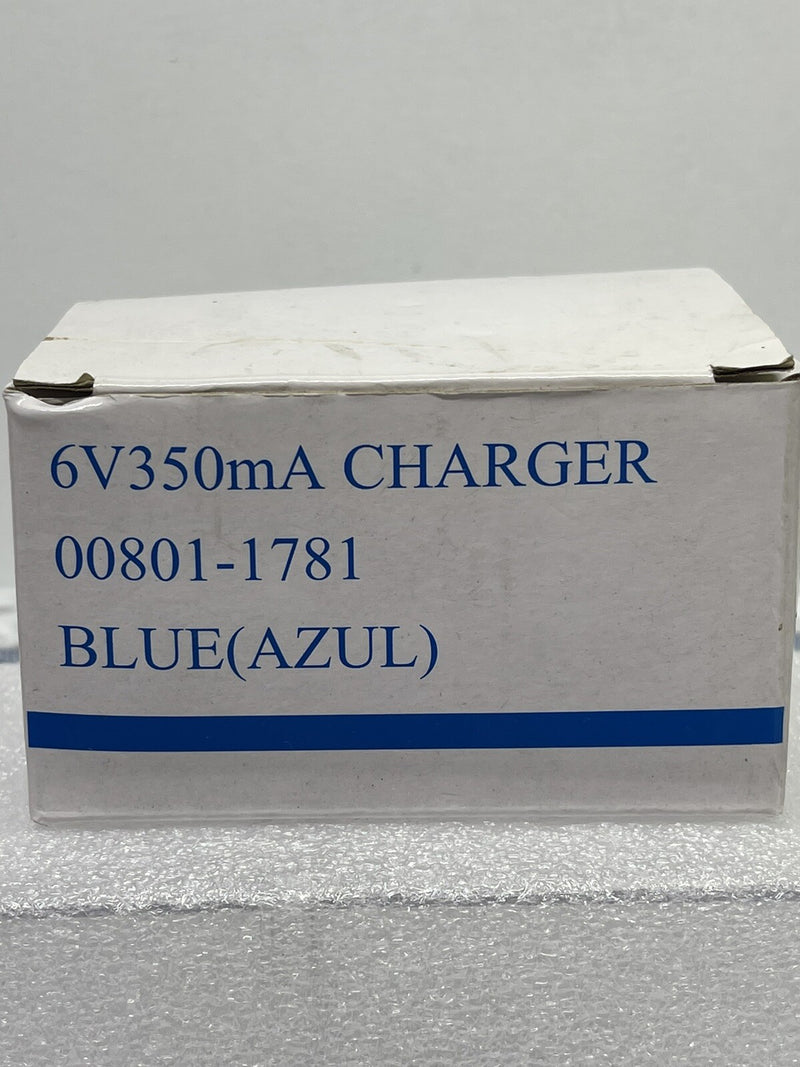 6V350mA CHARGER
00801-1781
BLUE(AZUL)